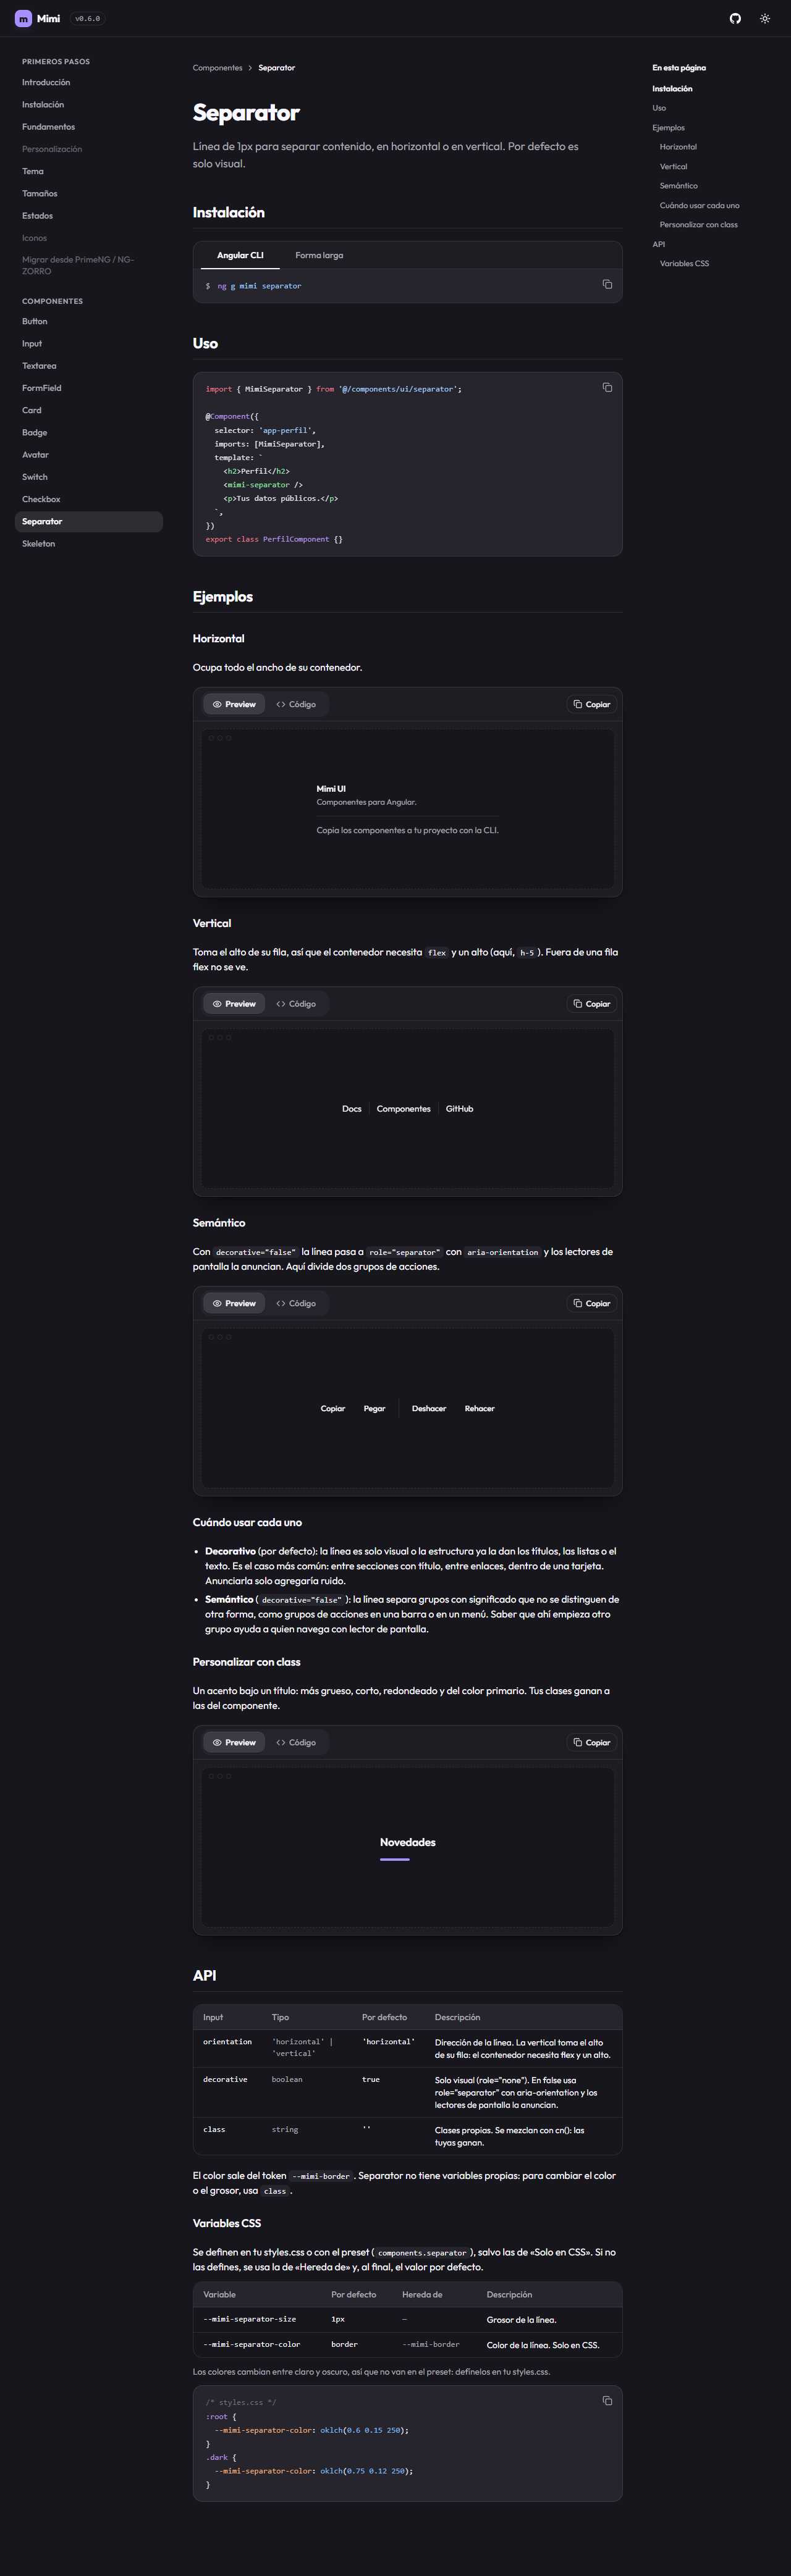 m Mimi v0.6.0
PRIMEROS PASOS
Introducción
Instalación
Fundamentos
Personalización
Tema
Tamaños
Estados
Iconos
Migrar desde PrimeNG / NG-
ZORRO
COMPONENTES
Button
Input
Textarea
FormField
Card
Badge
Avatar
Switch
Checkbox
Separator
Skeleton
Componentes > Separator
Separator
Línea de 1px para separar contenido, en horizontal o en vertical. Por defecto es
solo visual.
Instalación
Angular CLI Forma larga
$ ng g mimi separator
Uso
import { MimiSeparator } from '@/components/ui/separator';
@Component({
selector: 'app-perfil',
imports: [MimiSeparator],
template: `
<h2>Perfil</h2>
<mimi-separator />
<p>Tus datos públicos.</p>
`,
})
export class PerfilComponent {}
Ejemplos
Horizontal
Ocupa todo el ancho de su contenedor.
Preview Código Copiar
Mimi UI
Componentes para Angular.
Copia los componentes a tu proyecto con la CLI.
Vertical
Toma el alto de su fila, así que el contenedor necesita flex y un alto (aquí, h-5). Fuera de una fila
flex no se ve.
Preview Código Copiar
Docs Componentes GitHub
Semántico
Con decorative="false" la línea pasa a role="separator" con aria-orientation y los lectores de
pantalla la anuncian. Aquí divide dos grupos de acciones.
Preview Código Copiar
Copiar Pegar Deshacer Rehacer
Cuándo usar cada uno
• Decorativo (por defecto): la línea es solo visual o la estructura ya la dan los títulos, las listas o el
texto. Es el caso más común: entre secciones con título, entre enlaces, dentro de una tarjeta.
Anunciarla solo agregaría ruido.
• Semántico (decorative="false"): la línea separa grupos con significado que no se distinguen de
otra forma, como grupos de acciones en una barra o en un menú. Saber que ahí empieza otro
grupo ayuda a quien navega con lector de pantalla.
Personalizar con class
Un acento bajo un título: más grueso, corto, redondeado y del color primario. Tus clases ganan a
las del componente.
Preview Código Copiar
Novedades
API
Input Tipo Por defecto Descripción
orientation 'horizontal' | 'horizontal' Dirección de la línea. La vertical toma el alto
'vertical' de su fila: el contenedor necesita flex y un alto.
decorative boolean true Solo visual (role="none"). En false usa
role="separator" con aria-orientation y los
lectores de pantalla la anuncian.
class string '' Clases propias. Se mezclan con cn(): las
tuyas ganan.
El color sale del token --mimi-border. Separator no tiene variables propias: para cambiar el color
o el grosor, usa class.
Variables CSS
Se definen en tu styles.css o con el preset (components.separator), salvo las de «Solo en CSS». Si no
las defines, se usa la de «Hereda de» y, al final, el valor por defecto.
Variable Por defecto Hereda de Descripción
--mimi-separator-size 1px — Grosor de la línea.
--mimi-separator-color border --mimi-border Color de la línea. Solo en CSS.
Los colores cambian entre claro y oscuro, así que no van en el preset: defínelos en tu styles.css.
/* styles.css */
:root {
--mimi-separator-color: oklch(0.6 0.15 250);
}
.dark {
--mimi-separator-color: oklch(0.75 0.12 250);
}
En esta página
Instalación
Uso
Ejemplos
Horizontal
Vertical
Semántico
Cuándo usar cada uno
Personalizar con class
API
Variables CSS